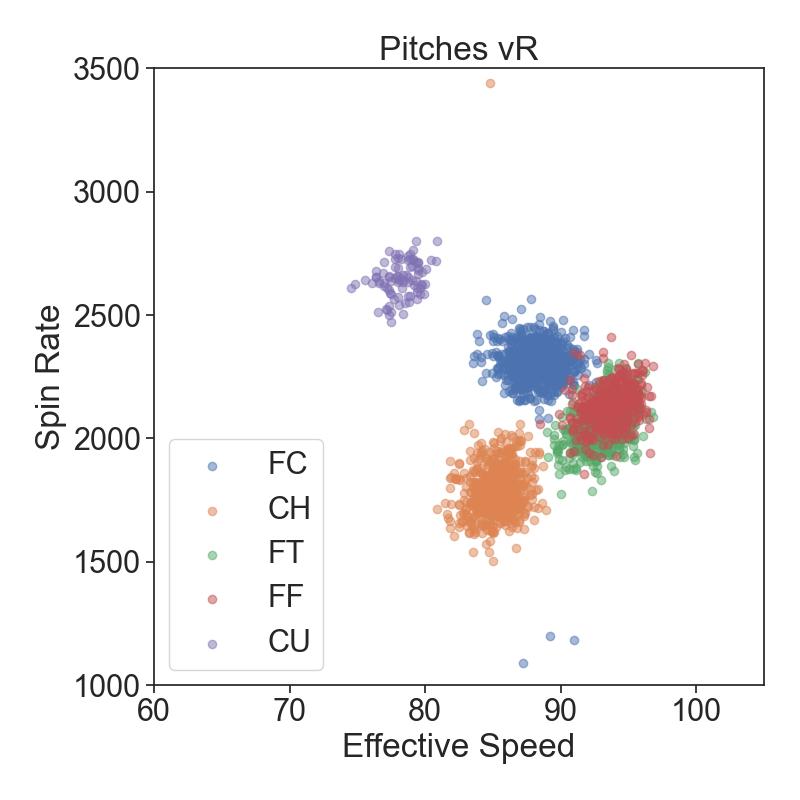 Pitches vR
3500
3000
2500
2000
1500
1000
Spin Rate
FC
CH
FT
FF
CU
60 70 80 90 100
Effective Speed